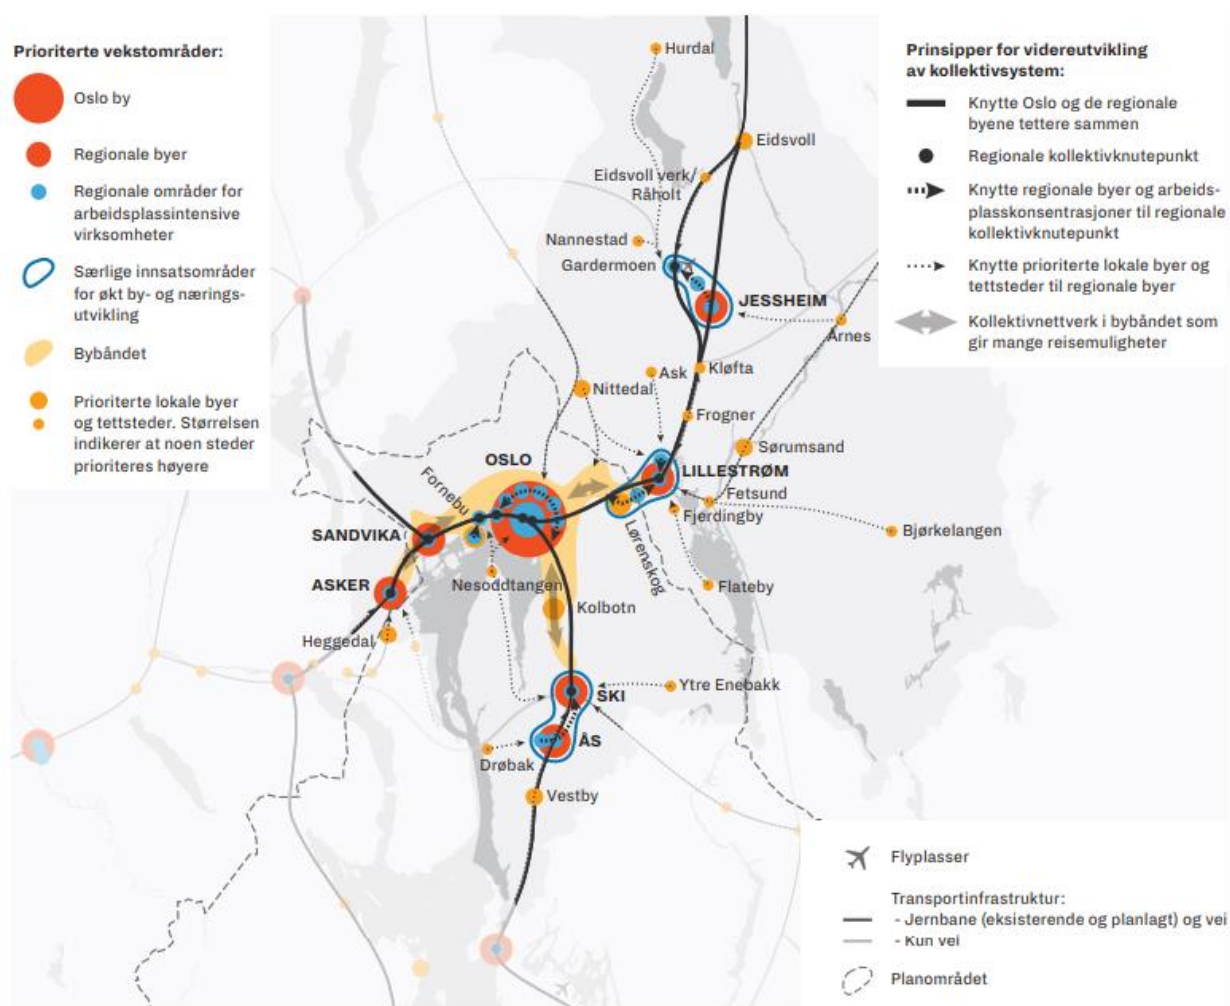 Prioriterte vekstområder:
Oslo by
Regionale byer
Regionale områder for
arbeidsplassintensive
virksomheter
Særlige innsatsområder
for økt by- og nærings-
utvikling
Bybåndet
Prioriterte lokale byer
og tettsteder. Størrelsen
indikerer at noen steder
prioriteres høyere
Prinsipper for videreutvikling
av kollektivsystem:
Knytte Oslo og de regionale
byene tettere sammen
Regionale kollektivknutepunkt
Knytte regionale byer og arbeids-
plasskonsentrasjoner til regionale
kollektivknutepunkt
Knytte prioriterte lokale byer og
tettsteder til regionale byer
Kollektivnettverk i bybåndet som
gir mange reisemuligheter
Hurdal
Eidsvoll
Eidsvoll verk/
Råholt
Nannestad
Gardermoen
JESSHEIM
Årnes
Ask
Kløfta
Nittedal
Frogner
Sørumsand
OSLO
LILLESTRØM
Fornebu
Fetsund
Fjerdingby
SANDVIKA
Lørenskog
Bjørkelangen
ASKER
Nesoddtangen
Flateby
Kolbotn
Heggedal
Ytre Enebakk
SKI
ÅS
Drøbak
Vestby
Flyplasser
Transportinfrastruktur:
- Jernbane (eksisterende og planlagt) og vei
- Kun vei
Planområdet